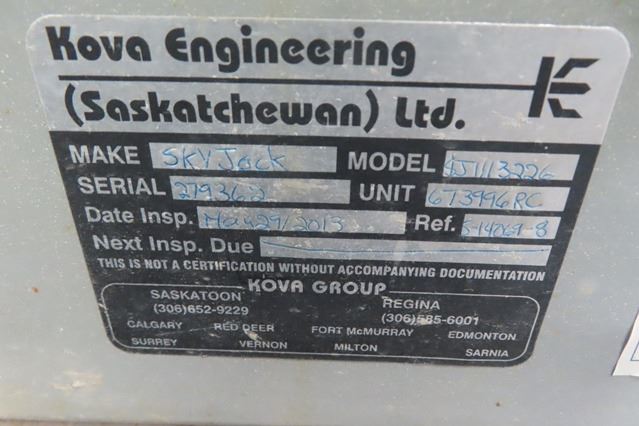 Kova Engineering
(Saskatchewan) Ltd.
MAKE SkyJack MODEL SJIII3226
SERIAL 279362 UNIT 673996RC
Date Insp. May 29/2013 Ref. S-14069-8
Next Insp. Due
THIS IS NOT A CERTIFICATION WITHOUT ACCOMPANYING DOCUMENTATION
KOVA GROUP
SASKATOON REGINA
(306)652-9229 (306)585-6001
CALGARY RED DEER FORT McMURRAY EDMONTON
SURREY VERNON MILTON SARNIA